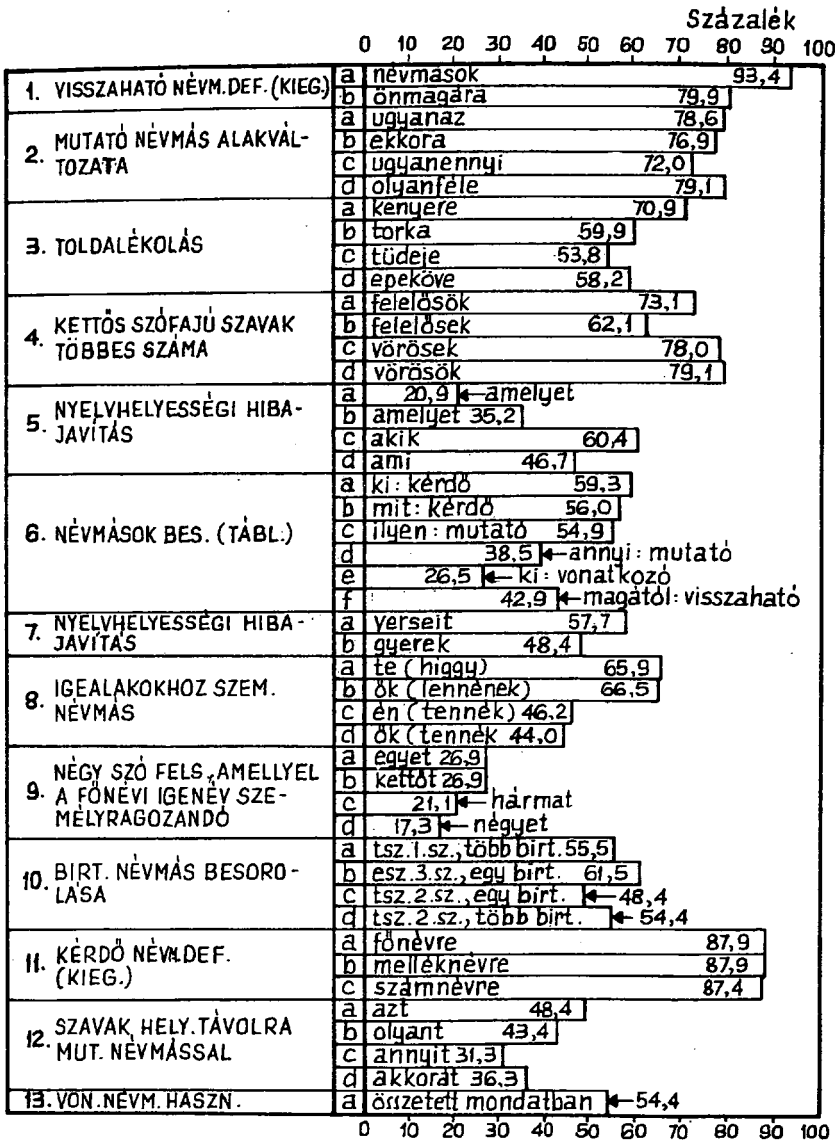 Százalék
0 10 20 30 40 50 60 70 80 90 100
1. VISSZAHATÓ NÉVM.DEF.(KIEG.)
a névmások 93,4
b önmagára 79,9
2. MUTATÓ NÉVMÁS ALAKVÁL-
TOZATA
a ugyanaz 78,6
b ekkora 76,9
c ugyanennyi 72,0
d olyanféle 79,1
3. TOLDALÉKOLÁS
a kenyere 70,9
b torka 59,9
c tüdeje 53,8
d epeköve 58,2
4. KETTŐS SZÓFAJÚ SZAVAK
TÖBBES SZÁMA
a felelősök 73,1
b felelősek 62,1
c vörösek 78,0
d vörösök 79,1
5. NYELVHELYESSÉGI HIBA-
JAVÍTÁS
a 20,9 amelyet
b amelyet 35,2
c akik 60,4
d ami 46,7
6. NÉVMÁSOK BES. (TÁBL.)
a ki: kérdő 59,3
b mit: kérdő 56,0
c ilyen: mutató 54,9
d 38,5 annyi: mutató
e 26,5 ki: vonatkozó
f 42,9 magától: visszaható
7. NYELVHELYESSÉGI HIBA-
JAVÍTÁS
a verseit 57,7
b gyerek 48,4
8. IGEALAKOKHOZ SZEM.
NÉVMÁS
a te (higgy) 65,9
b ők (lennének) 66,5
c én (tennék) 46,2
d ők (tennék 44,0
9. NÉGY SZÓ FELS., AMELLYEL
A FŐNÉVI IGENÉV SZE-
MÉLYRAGOZANDÓ
a egyet 26,9
b kettőt 26,9
c 21,1 hármat
d 17,3 négyet
10. BIRT. NÉVMÁS BESORO-
LÁSA
a tsz.1.sz., több birt. 55,5
b esz.3.sz., egy birt. 61,5
c tsz.2.sz., egy birt. 48,4
d tsz.2.sz., több birt. 54,4
11. KÉRDŐ NÉVM.DEF.
(KIEG.)
a főnévre 87,9
b melléknévre 87,9
c számnévre 87,4
12. SZAVAK HELY. TÁVOLRA
MUT. NÉVMÁSSAL
a azt 48,4
b olyant 43,4
c annyit 31,3
d akkorát 36,3
13. VON. NÉVM. HASZN.
a összetett mondatban 54,4
0 10 20 30 40 50 60 70 80 90 100